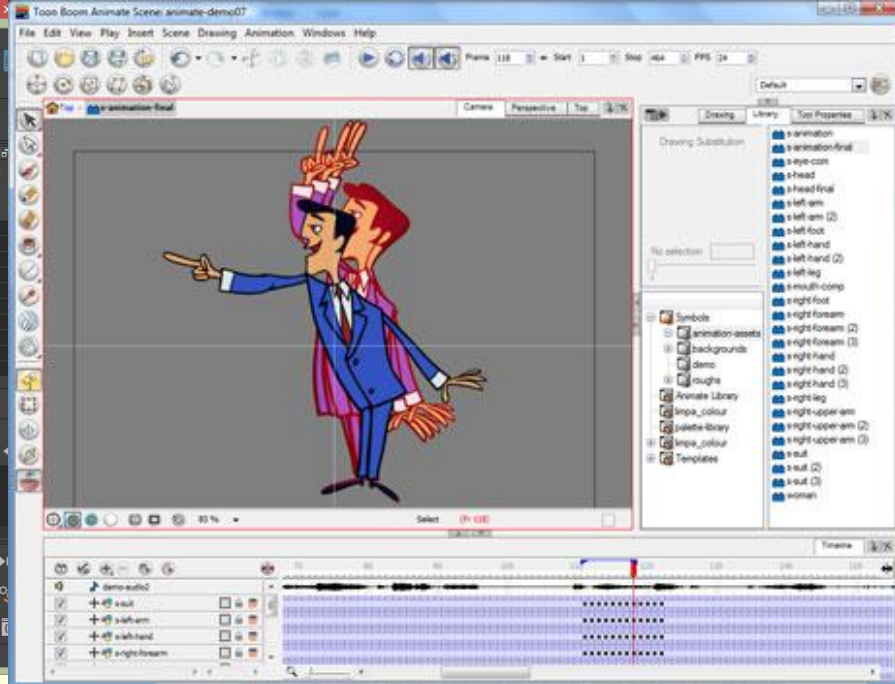 Toon Boom Animate Scene: animate-demo07
File Edit View Play Insert Scene Drawing Animation Windows Help
Frame 118 Start 1 Stop 484 FPS 24
Default
Top s-animation-final
Camera Perspective Top
Drawing Library Tool Properties
Drawing Substitution
No selection
Symbols
animation-assets
backgrounds
demo
roughs
Animate Library
limpa_colour
palette-library
limpa_colour
Templates
s-animation
s-animation-final
s-eye-com
s-head
s-head-final
s-left-arm
s-left-arm (2)
s-left-foot
s-left-hand
s-left-hand (2)
s-left-leg
s-mouth-comp
s-right-foot
s-right-forearm
s-right-forearm (2)
s-right-forearm (3)
s-right-hand
s-right-hand (2)
s-right-hand (3)
s-right-leg
s-right-upper-arm
s-right-upper-arm (2)
s-right-upper-arm (3)
s-suit
s-suit (2)
s-suit (3)
woman
Select
Timeline
demo-audio2
s-suit
s-left-arm
s-left-hand
s-right-forearm